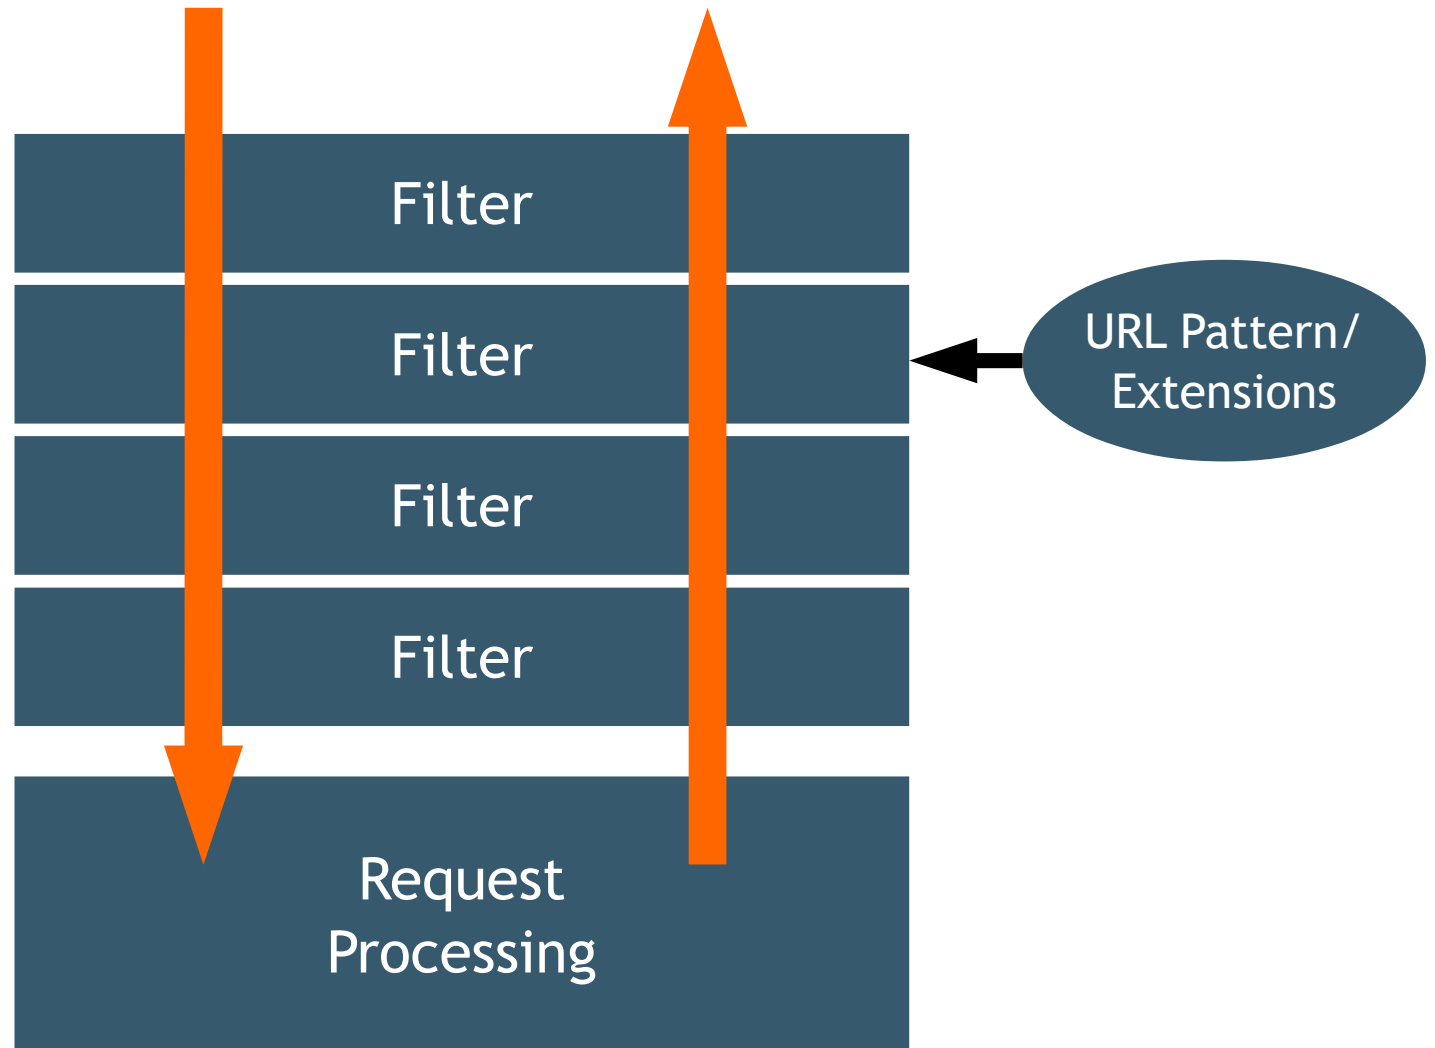 Filter
Filter
URL Pattern/
Extensions
Filter
Filter
Request
Processing